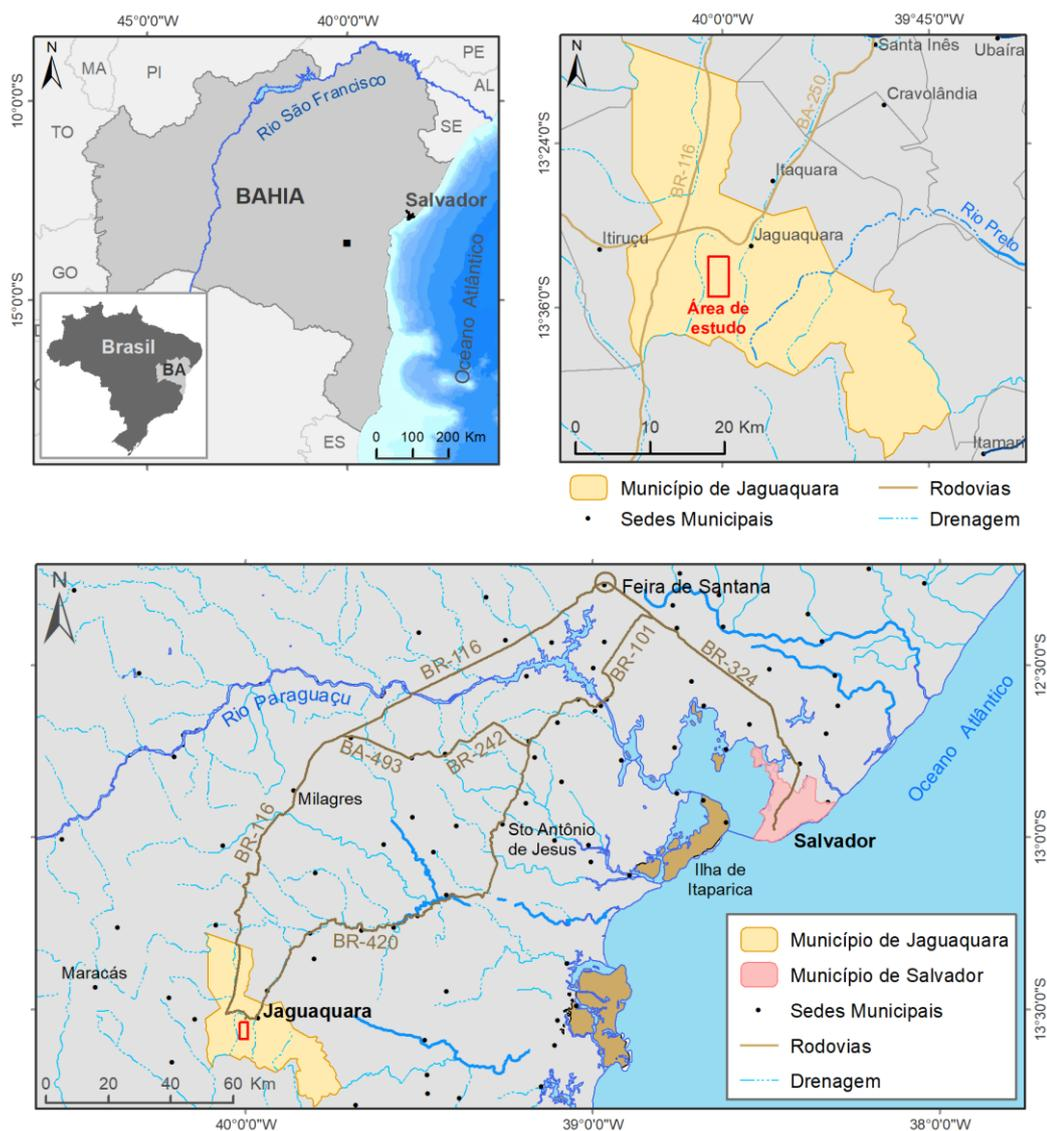 45°0'0"W
40°0'0"W
10°0'0"S
15°0'0"S
N
MA
PI
PE
AL
SE
TO
GO
ES
Rio São Francisco
BAHIA
Salvador
Oceano Atlântico
Brasil
BA
0 100 200 Km
40°0'0"W
39°45'0"W
13°24'0"S
13°36'0"S
N
Santa Inês
Ubaíra
Cravolândia
BA-250
BR-116
Itaquara
Itiruçu
Jaguaquara
Rio Preto
Área de
estudo
0 10 20 Km
Itamari
Município de Jaguaquara
Rodovias
Sedes Municipais
Drenagem
N
Feira de Santana
BR-116
BR-101
BR-324
Rio Paraguaçu
BA-493
BR-242
Milagres
BR-116
Sto Antônio
de Jesus
Salvador
Ilha de
Itaparica
Oceano Atlântico
BR-420
Maracás
Jaguaquara
0 20 40 60 Km
Município de Jaguaquara
Município de Salvador
Sedes Municipais
Rodovias
Drenagem
12°30'0"S
13°0'0"S
13°30'0"S
40°0'0"W
39°0'0"W
38°0'0"W